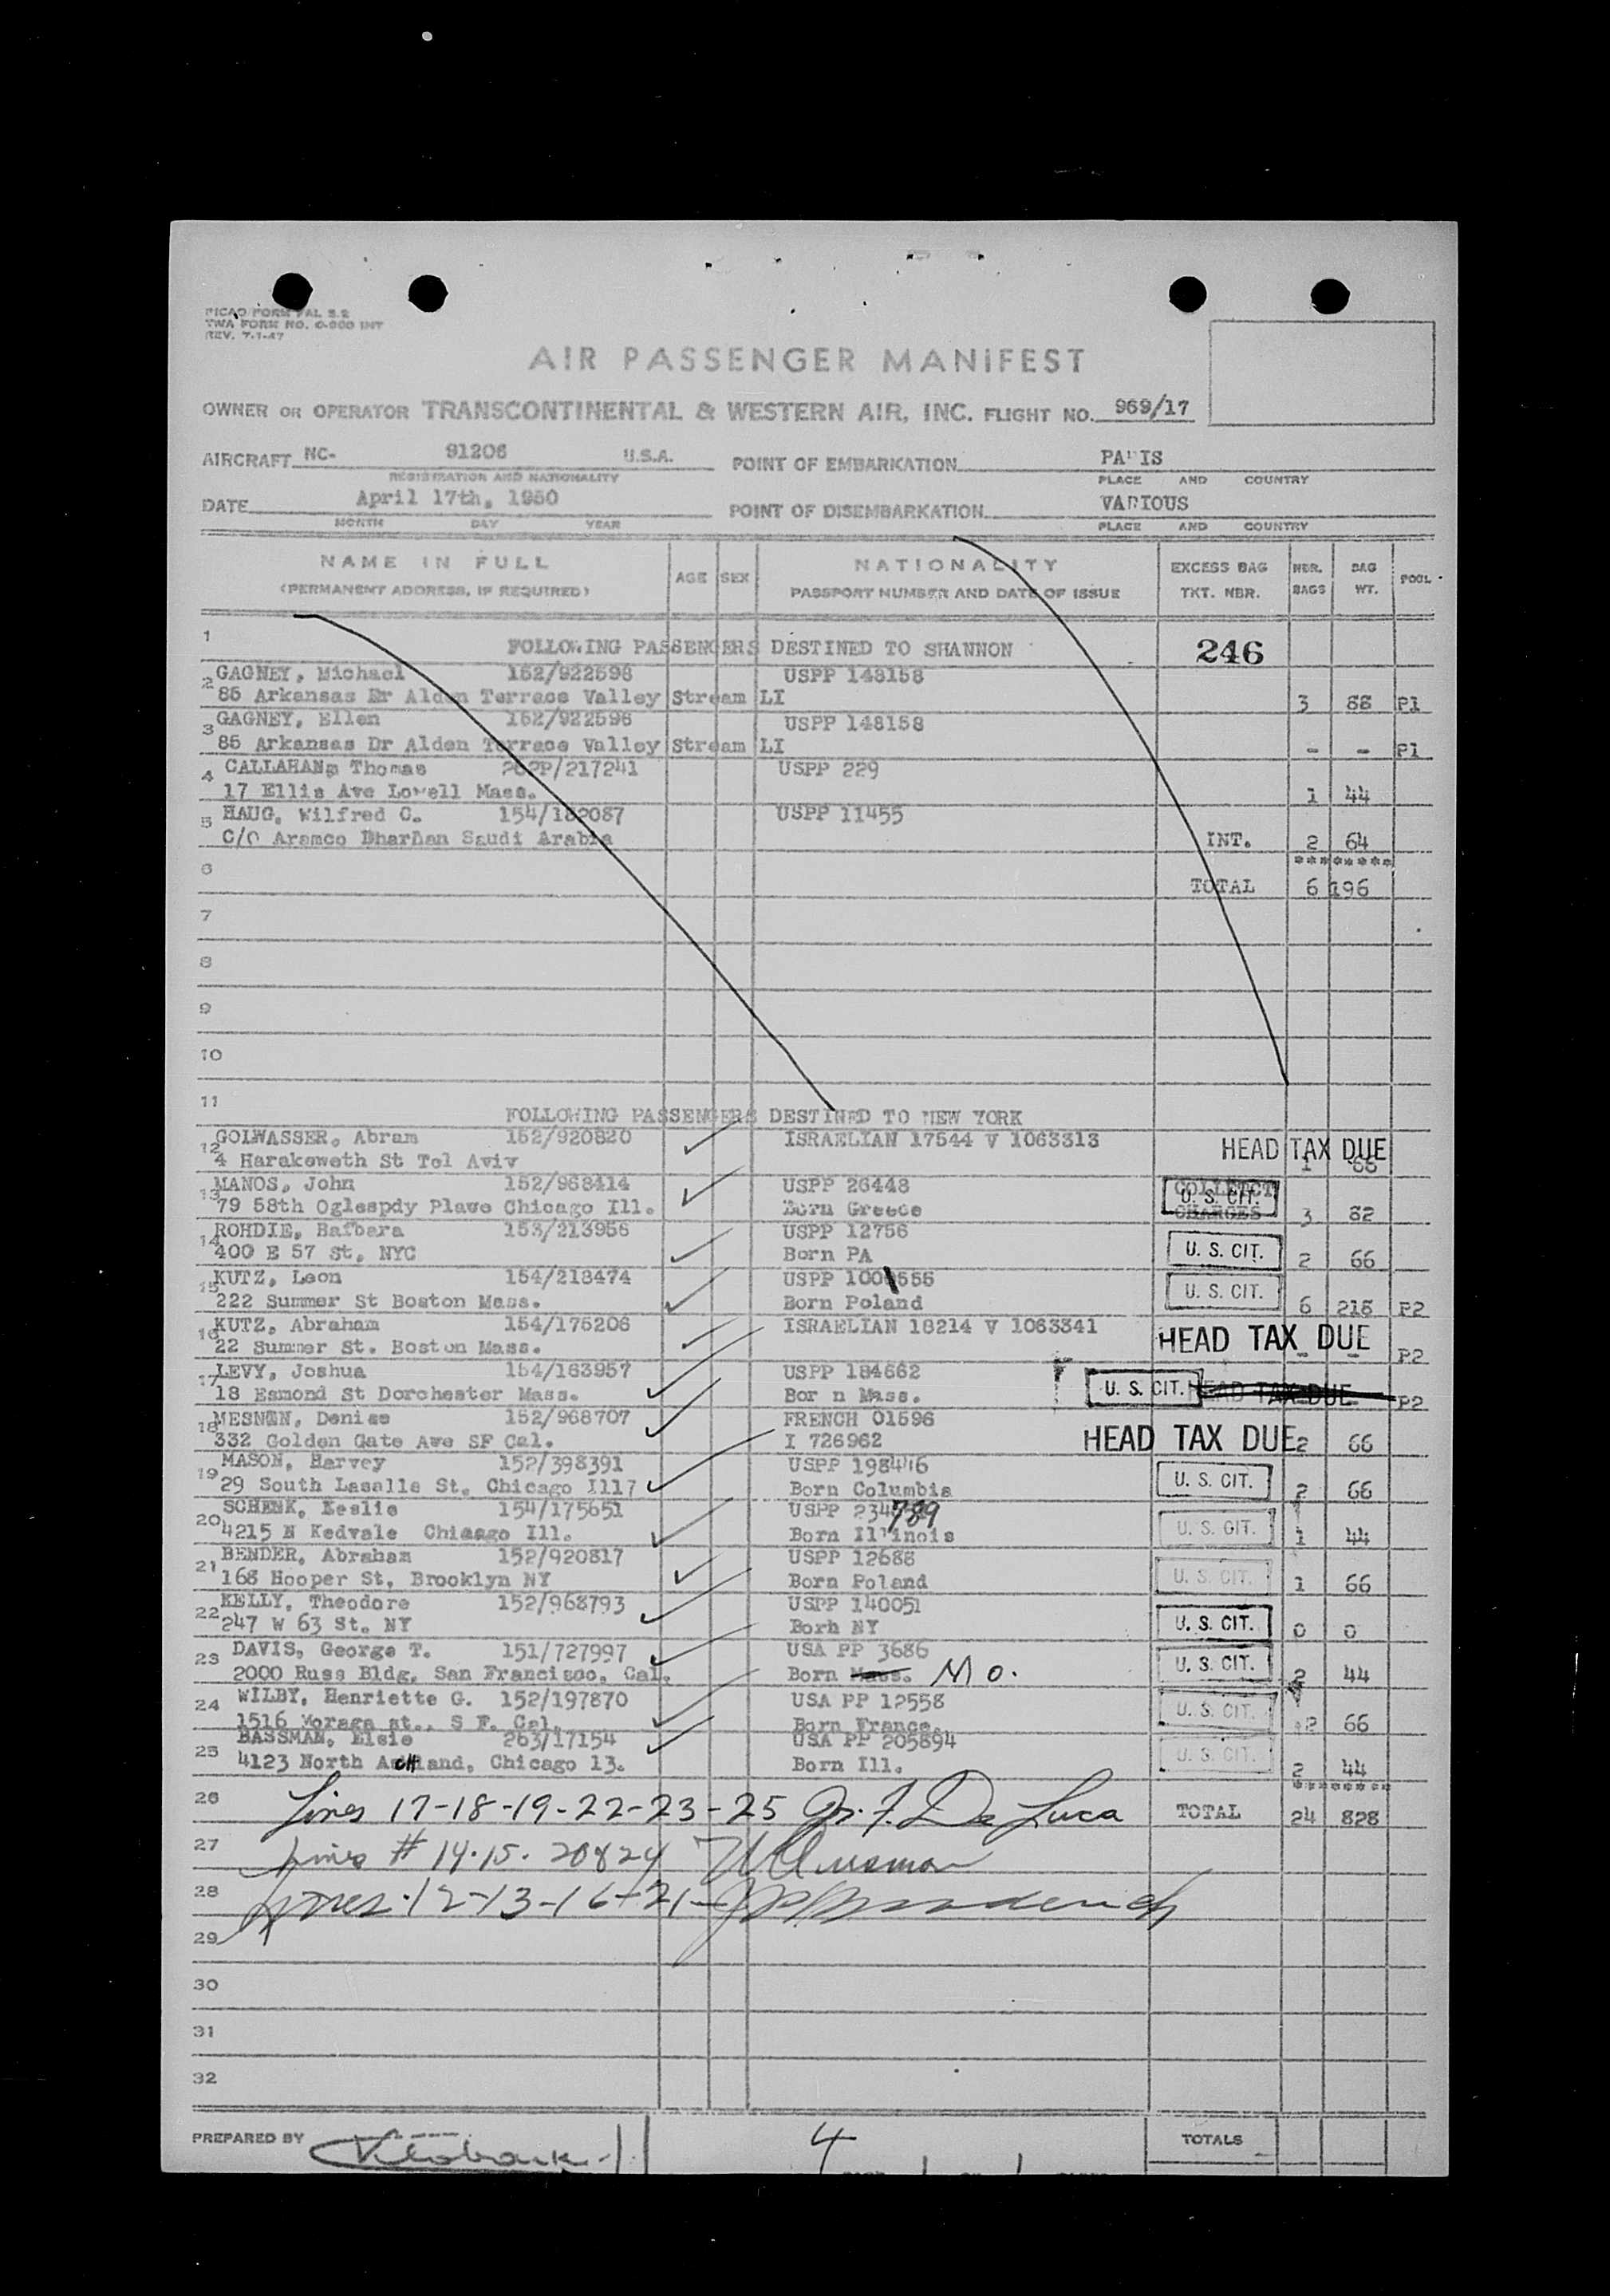 PICAO FORM PAL 3.2
TWA FORM NO. O-900 INT
REV. 7-1-47
AIR PASSENGER MANIFEST
OWNER OR OPERATOR TRANSCONTINENTAL & WESTERN AIR, INC. FLIGHT NO. 969/17
AIRCRAFT NC- 91206 U.S.A. POINT OF EMBARKATION PARIS
REGISTRATION AND NATIONALITY PLACE AND COUNTRY
DATE April 17th, 1950 POINT OF DISEMBARKATION VARIOUS
MONTH DAY YEAR PLACE AND COUNTRY
NAME IN FULL AGE SEX NATIONALITY EXCESS BAG NBR. BAG POOL
(PERMANENT ADDRESS, IF REQUIRED) PASSPORT NUMBER AND DATE OF ISSUE TKT. NBR. BAGS WT.
1 FOLLOWING PASSENGERS DESTINED TO SHANNON 246
2 GAGNEY, Michael 152/922598 USPP 148158
85 Arkansas Dr Alden Terrace Valley Stream LI 3 88 P1
3 GAGNEY, Ellen 152/922596 USPP 148158
85 Arkansas Dr Alden Terrace Valley Stream LI - - P1
4 CALLAHAN, Thomas /217241 USPP 229
17 Ellis Ave Lowell Mass. 1 44
5 HAUG, Wilfred C. 154/182087 USPP 11455
C/O Aramco Dharhan Saudi Arabia INT. 2 64
*********
6 TOTAL 6 196
7
8
9
10
11 FOLLOWING PASSENGERS DESTINED TO NEW YORK
12 GOLWASSER, Abram 152/920820 ISRAELIAN 17544 V 1063313 HEAD TAX DUE
4 Harakeweth St Tel Aviv 1 66
13 MANOS, John 152/968414 USPP 26448 COLLETCT U. S. CIT.
79 58th Oglespdy Plave Chicago Ill. Born Greece CHARGES 3 82
14 ROHDIE, Barbara 153/213956 USPP 12756 U. S. CIT.
400 E 57 St, NYC Born PA 2 66
15 KUTZ, Leon 154/218474 USPP U. S. CIT.
222 Summer St Boston Mass. Born Poland 6 218 P2
16 KUTZ, Abraham 154/175206 ISRAELIAN 18214 V 1063341 HEAD TAX DUE
22 Summer St. Boston Mass. - - P2
17 LEVY, Joshua 154/163957 USPP 184662
18 Esmond St Dorchester Mass. Bor n Mass. U. S. CIT. HEAD TAX DUE P2
18 MESNEN, Denise 152/968707 FRENCH 01596
332 Golden Gate Ave SF Cal. I 726962 HEAD TAX DUE 2 66
19 MASON, Harvey 152/398391 USPP 198446 U. S. CIT.
29 South Lasalle St, Chicago Ill7 Born Columbia 2 66
20 SCHENK, Leslie 154/175651 USPP 234789 U. S. CIT.
4215 N Kedvale Chicago Ill. Born Illinois 1 44
21 BENDER, Abraham 152/920817 USPP 12688 U. S. CIT.
168 Hooper St, Brooklyn NY Born Poland 1 66
22 KELLY, Theodore 152/968793 USPP 140051 U. S. CIT.
247 W 63 St. NY Borh NY 0 0
23 DAVIS, George T. 151/727997 USA PP 3686 U. S. CIT.
2000 Russ Bldg, San Francisco, Cal. Born Mass. Mo. 2 44
24 WILBY, Henriette G. 152/197870 USA PP 12558 U. S. CIT.
1516 Moraga st., S F. Cal. Born France. 2 66
25 BASSMAN, Elsie 263/17154 USA PP 205894 U. S. CIT.
4123 North Ashland, Chicago 13. Born Ill. 2 44
********
26 Lines 17-18-19-22-23-25 De Luca TOTAL 24 828
27 Lines # 14.15. 20 & 24
28 Lines 12-13-16-21-
29
30
31
32
PREPARED BY 4 TOTALS